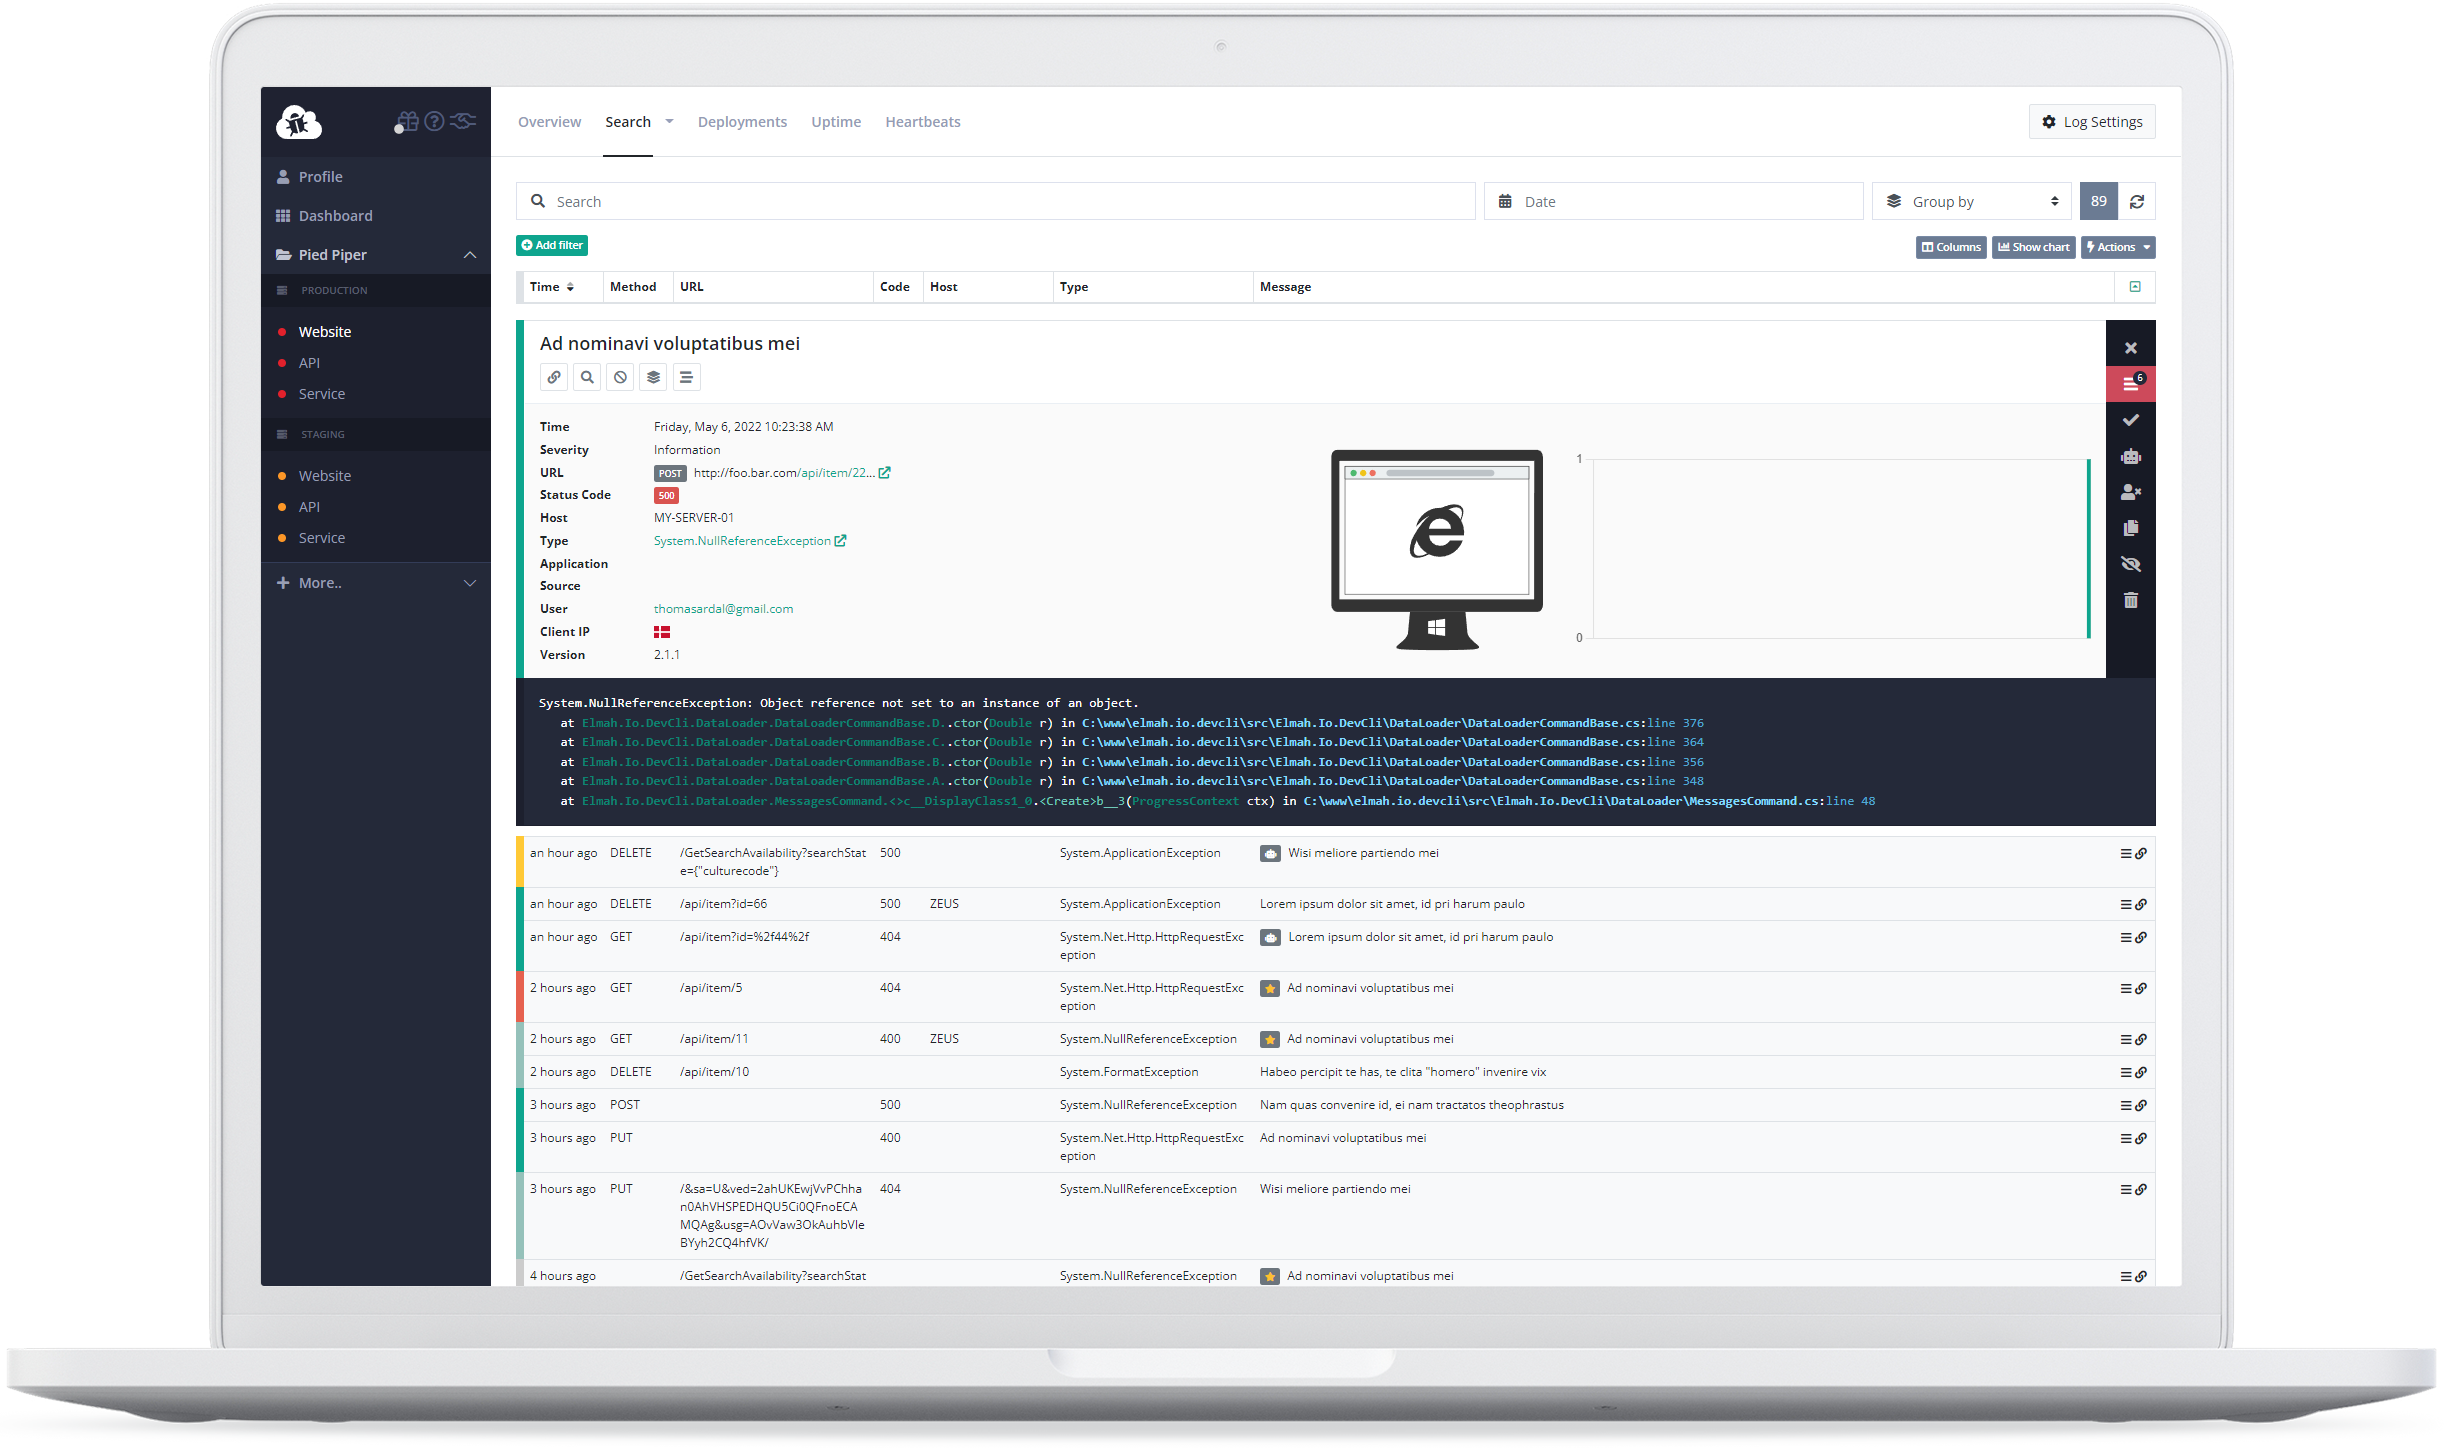 Overview Search Deployments Uptime Heartbeats Log Settings
Profile
Dashboard
Pied Piper
PRODUCTION
Website
API
Service
STAGING
Website
API
Service
More..
Search Date Group by 89
Add filter Columns Show chart Actions
Time Method URL Code Host Type Message
Ad nominavi voluptatibus mei
6
Time Friday, May 6, 2022 10:23:38 AM
Severity Information
URL POST http://foo.bar.com/api/item/22...
Status Code 500
Host MY-SERVER-01
Type System.NullReferenceException
Application
Source
User thomasardal@gmail.com
Client IP
Version 2.1.1
1
0
System.NullReferenceException: Object reference not set to an instance of an object.
at Elmah.Io.DevCli.DataLoader.DataLoaderCommandBase.D..ctor(Double r) in C:\www\elmah.io.devcli\src\Elmah.Io.DevCli\DataLoader\DataLoaderCommandBase.cs:line 376
at Elmah.Io.DevCli.DataLoader.DataLoaderCommandBase.C..ctor(Double r) in C:\www\elmah.io.devcli\src\Elmah.Io.DevCli\DataLoader\DataLoaderCommandBase.cs:line 364
at Elmah.Io.DevCli.DataLoader.DataLoaderCommandBase.B..ctor(Double r) in C:\www\elmah.io.devcli\src\Elmah.Io.DevCli\DataLoader\DataLoaderCommandBase.cs:line 356
at Elmah.Io.DevCli.DataLoader.DataLoaderCommandBase.A..ctor(Double r) in C:\www\elmah.io.devcli\src\Elmah.Io.DevCli\DataLoader\DataLoaderCommandBase.cs:line 348
at Elmah.Io.DevCli.DataLoader.MessagesCommand.<>c__DisplayClass1_0.<Create>b__3(ProgressContext ctx) in C:\www\elmah.io.devcli\src\Elmah.Io.DevCli\DataLoader\MessagesCommand.cs:line 48
an hour ago DELETE /GetSearchAvailability?searchStat 500 System.ApplicationException Wisi meliore partiendo mei
e={"culturecode"}
an hour ago DELETE /api/item?id=66 500 ZEUS System.ApplicationException Lorem ipsum dolor sit amet, id pri harum paulo
an hour ago GET /api/item?id=%2f44%2f 404 System.Net.Http.HttpRequestExc Lorem ipsum dolor sit amet, id pri harum paulo
eption
2 hours ago GET /api/item/5 404 System.Net.Http.HttpRequestExc Ad nominavi voluptatibus mei
eption
2 hours ago GET /api/item/11 400 ZEUS System.NullReferenceException Ad nominavi voluptatibus mei
2 hours ago DELETE /api/item/10 System.FormatException Habeo percipit te has, te clita "homero" invenire vix
3 hours ago POST 500 System.NullReferenceException Nam quas convenire id, ei nam tractatos theophrastus
3 hours ago PUT 400 System.Net.Http.HttpRequestExc Ad nominavi voluptatibus mei
eption
3 hours ago PUT /&sa=U&ved=2ahUKEwjVvPChha 404 System.NullReferenceException Wisi meliore partiendo mei
n0AhVHSPEDHQU5Ci0QFnoECA
MQAg&usg=AOvVaw3OkAuhbVle
BYyh2CQ4hfVK/
4 hours ago /GetSearchAvailability?searchStat System.NullReferenceException Ad nominavi voluptatibus mei